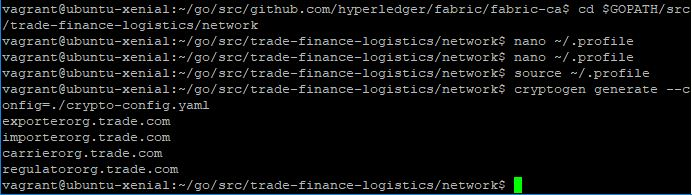 vagrant@ubuntu-xenial:~/go/src/github.com/hyperledger/fabric/fabric-ca$ cd $GOPATH/src
/trade-finance-logistics/network
vagrant@ubuntu-xenial:~/go/src/trade-finance-logistics/network$ nano ~/.profile
vagrant@ubuntu-xenial:~/go/src/trade-finance-logistics/network$ nano ~/.profile
vagrant@ubuntu-xenial:~/go/src/trade-finance-logistics/network$ source ~/.profile
vagrant@ubuntu-xenial:~/go/src/trade-finance-logistics/network$ cryptogen generate --c
onfig=./crypto-config.yaml
exporterorg.trade.com
importerorg.trade.com
carrierorg.trade.com
regulatororg.trade.com
vagrant@ubuntu-xenial:~/go/src/trade-finance-logistics/network$